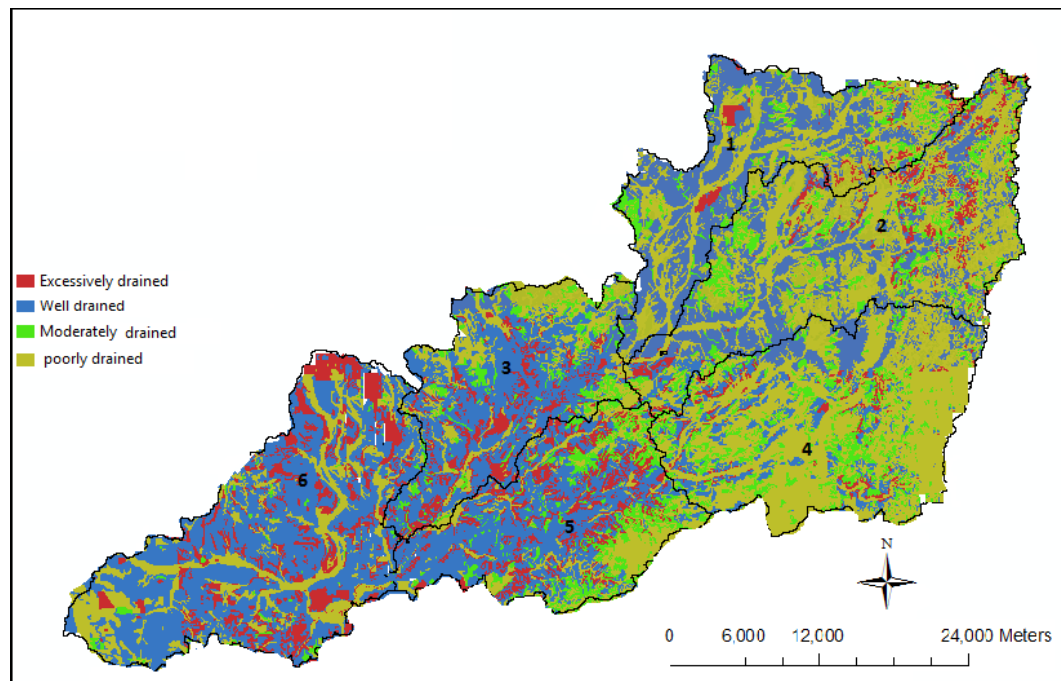 1
2
Excessively drained
Well drained
Moderately drained
poorly drained
3
4
6
5
N
0 6,000 12,000 24,000 Meters